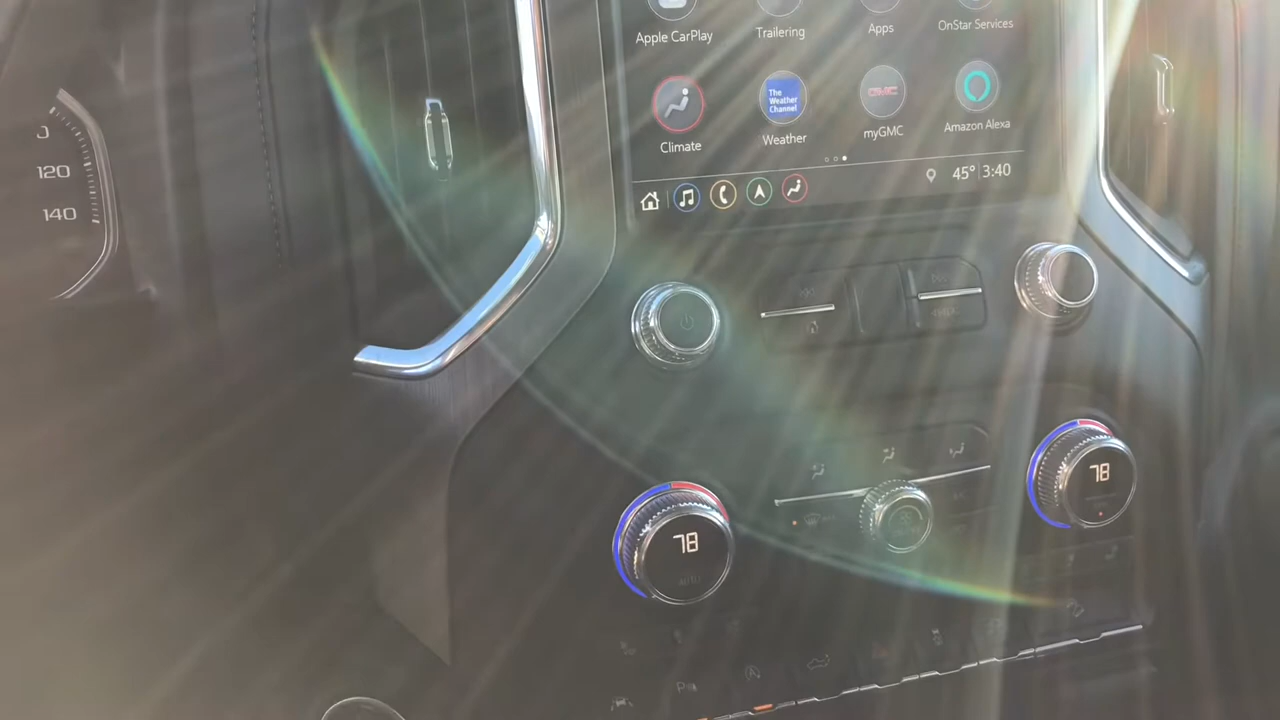 Apple CarPlay
Trailering
Apps
OnStar Services
Climate
The
Weather
Channel
Weather
GMC
myGMC
Amazon Alexa
45° 3:40
120
140
78
AUTO
78